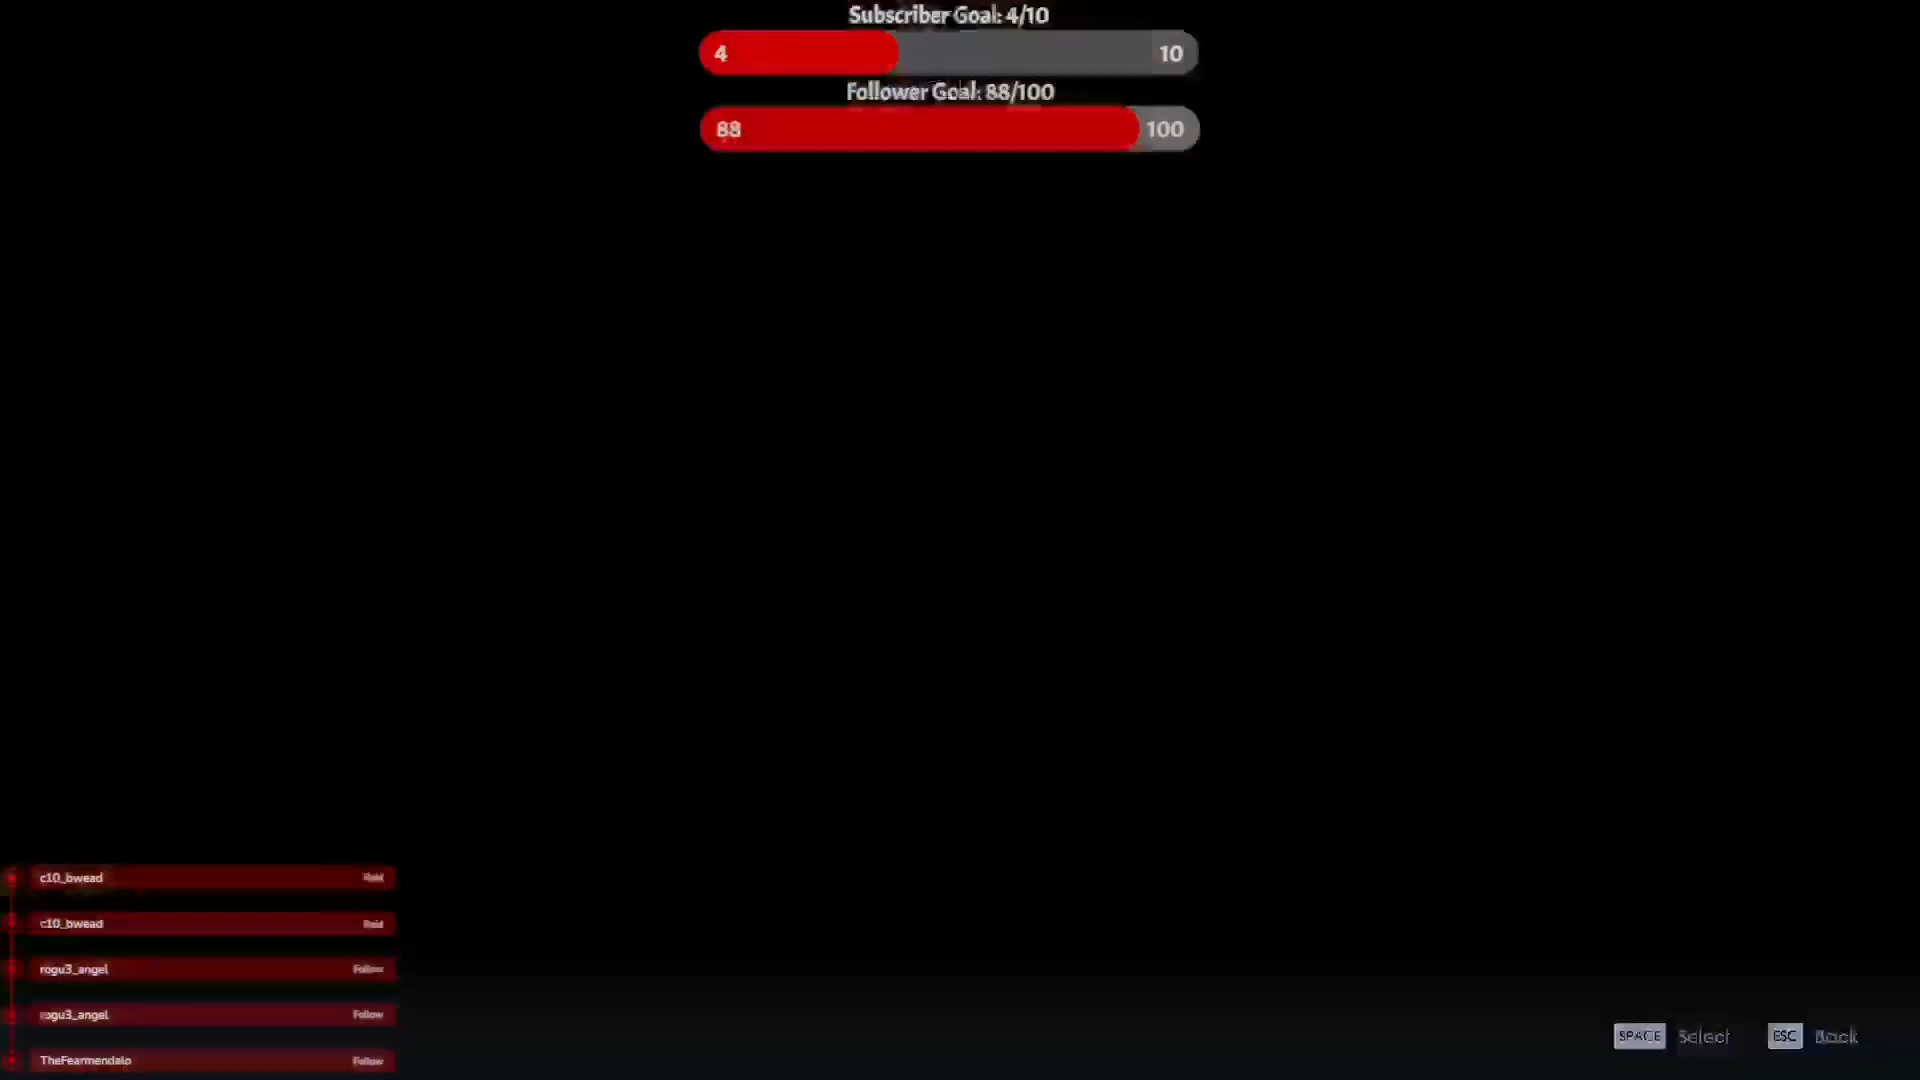 Subscriber Goal: 4/10
4 10
Follower Goal: 88/100
88 100
c10_bwead Raid
c10_bwead Raid
rogu3_angel Follow
rogu3_angel Follow
TheFearmendalo Follow
SPACE Select ESC Back